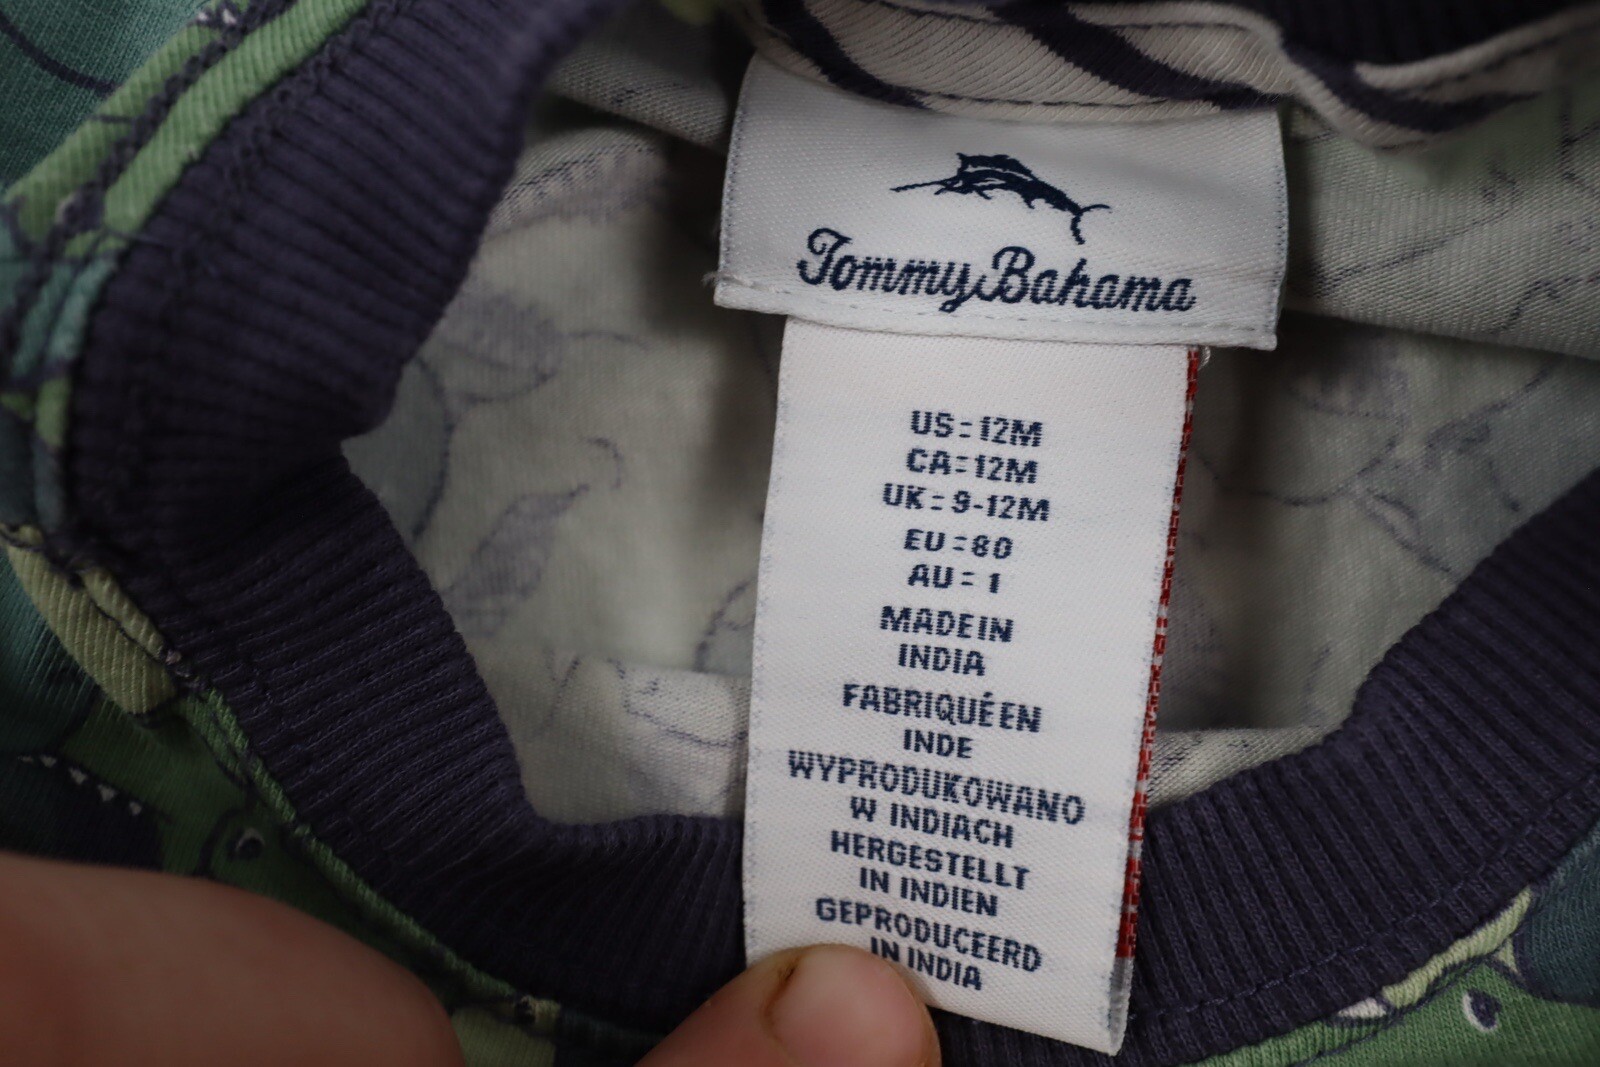 Tommy Bahama
US = 12M
CA = 12M
UK = 9-12M
EU = 80
AU = 1
MADE IN
INDIA
FABRIQUÉ EN
INDE
WYPRODUKOWANO
W INDIACH
HERGESTELLT
IN INDIEN
GEPRODUCEERD
IN INDIA